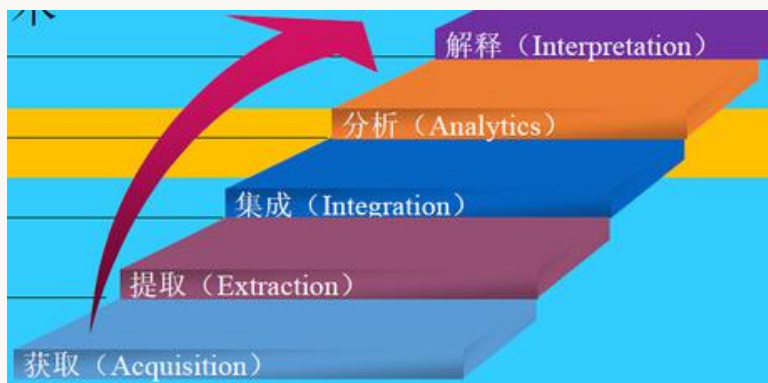 解释（Interpretation）
分析（Analytics）
集成（Integration）
提取（Extraction）
获取（Acquisition）